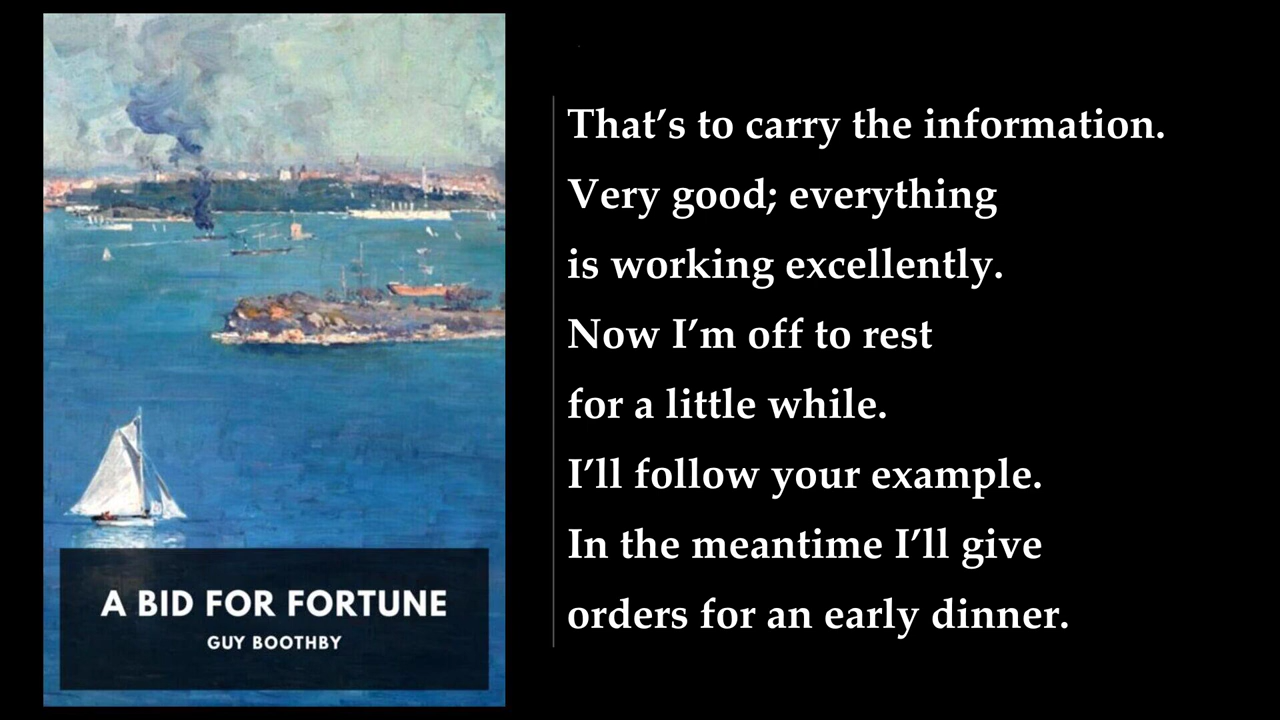 A BID FOR FORTUNE
GUY BOOTHBY
That’s to carry the information.
Very good; everything
is working excellently.
Now I’m off to rest
for a little while.
I’ll follow your example.
In the meantime I’ll give
orders for an early dinner.